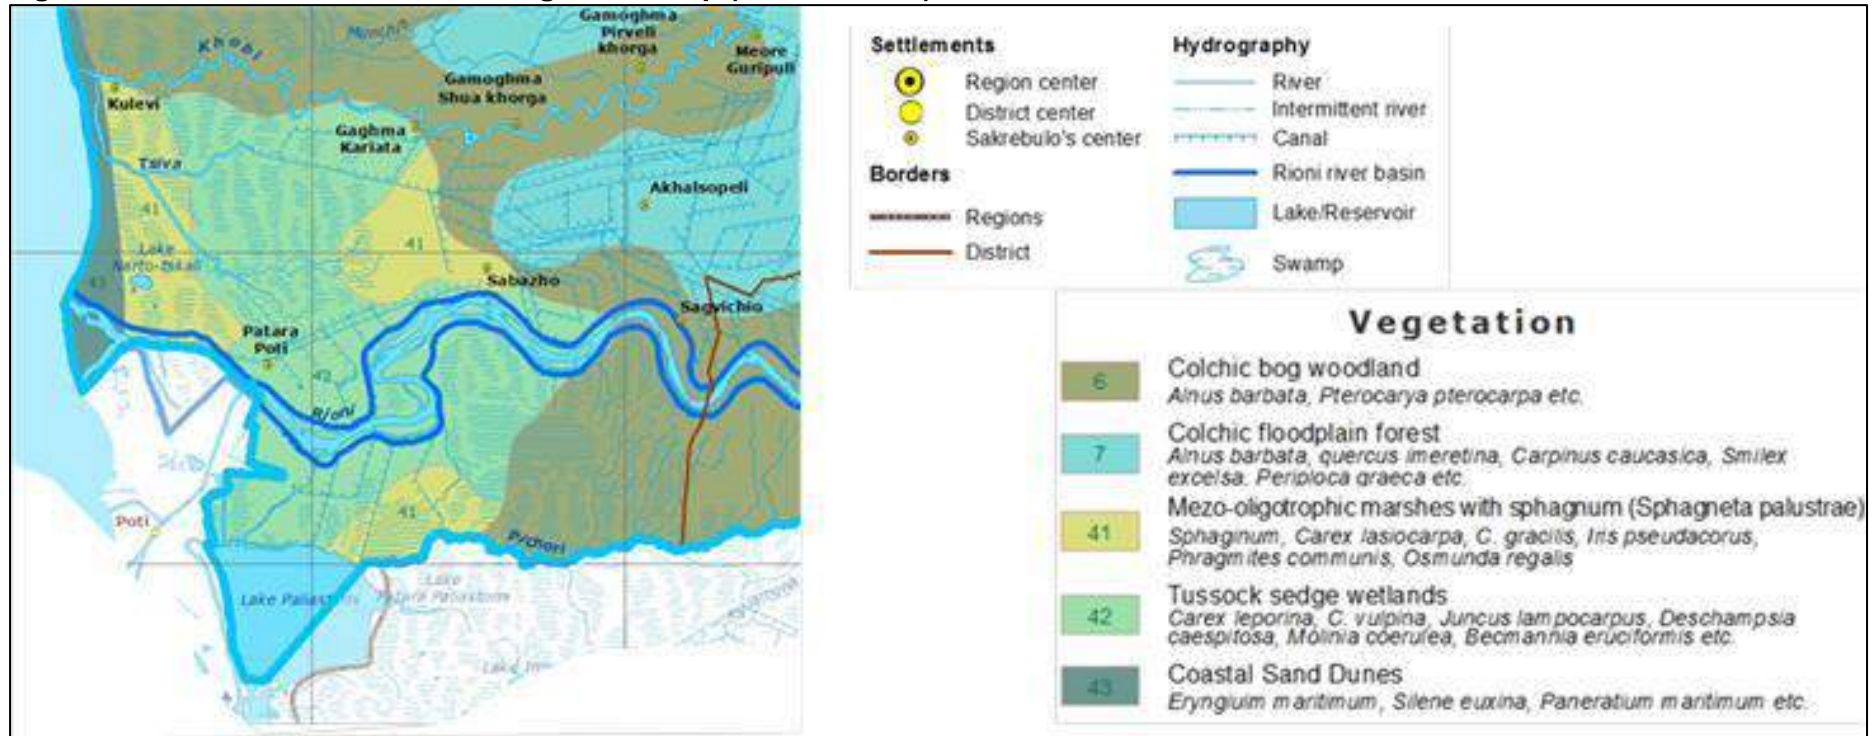 Khobi
Gamoghma
Pirveli
khorga
Meore
Guripuli
Gamoghma
Shua khorga
Kulevi
Gaghma
Kariata
Tsiva
Akhalsopeli
41
Lake
41
43
Sabazho
Sagvichio
Patara
Poti
42
Rioni
41
Poti
Pichori
Lake
Lake
Settlements
Region center
District center
Sakrebulo's center
Borders
Regions
District
Hydrography
River
Intermittent river
Canal
Rioni river basin
Lake/Reservoir
Swamp
Vegetation
6
Colchic bog woodland
Alnus barbata, Pterocarya pterocarpa etc.
7
Colchic floodplain forest
Alnus barbata, quercus imeretina, Carpinus caucasica, Smilex
excelsa. Periploca graeca etc.
41
Mezo-oligotrophic marshes with sphagnum (Sphagneta palustrae)
Sphaginum, Carex lasiocarpa, C. gracilis, Iris pseudacorus,
Phragmites communis, Osmunda regalis
42
Tussock sedge wetlands
Carex leporina, C. vulpina, Juncus lampocarpus, Deschampsia
caespitosa, Molinia coerulea, Becmannia eruciformis etc.
43
Coastal Sand Dunes
Eryngiuim maritimum, Silene euxina, Paneratium maritimum etc.